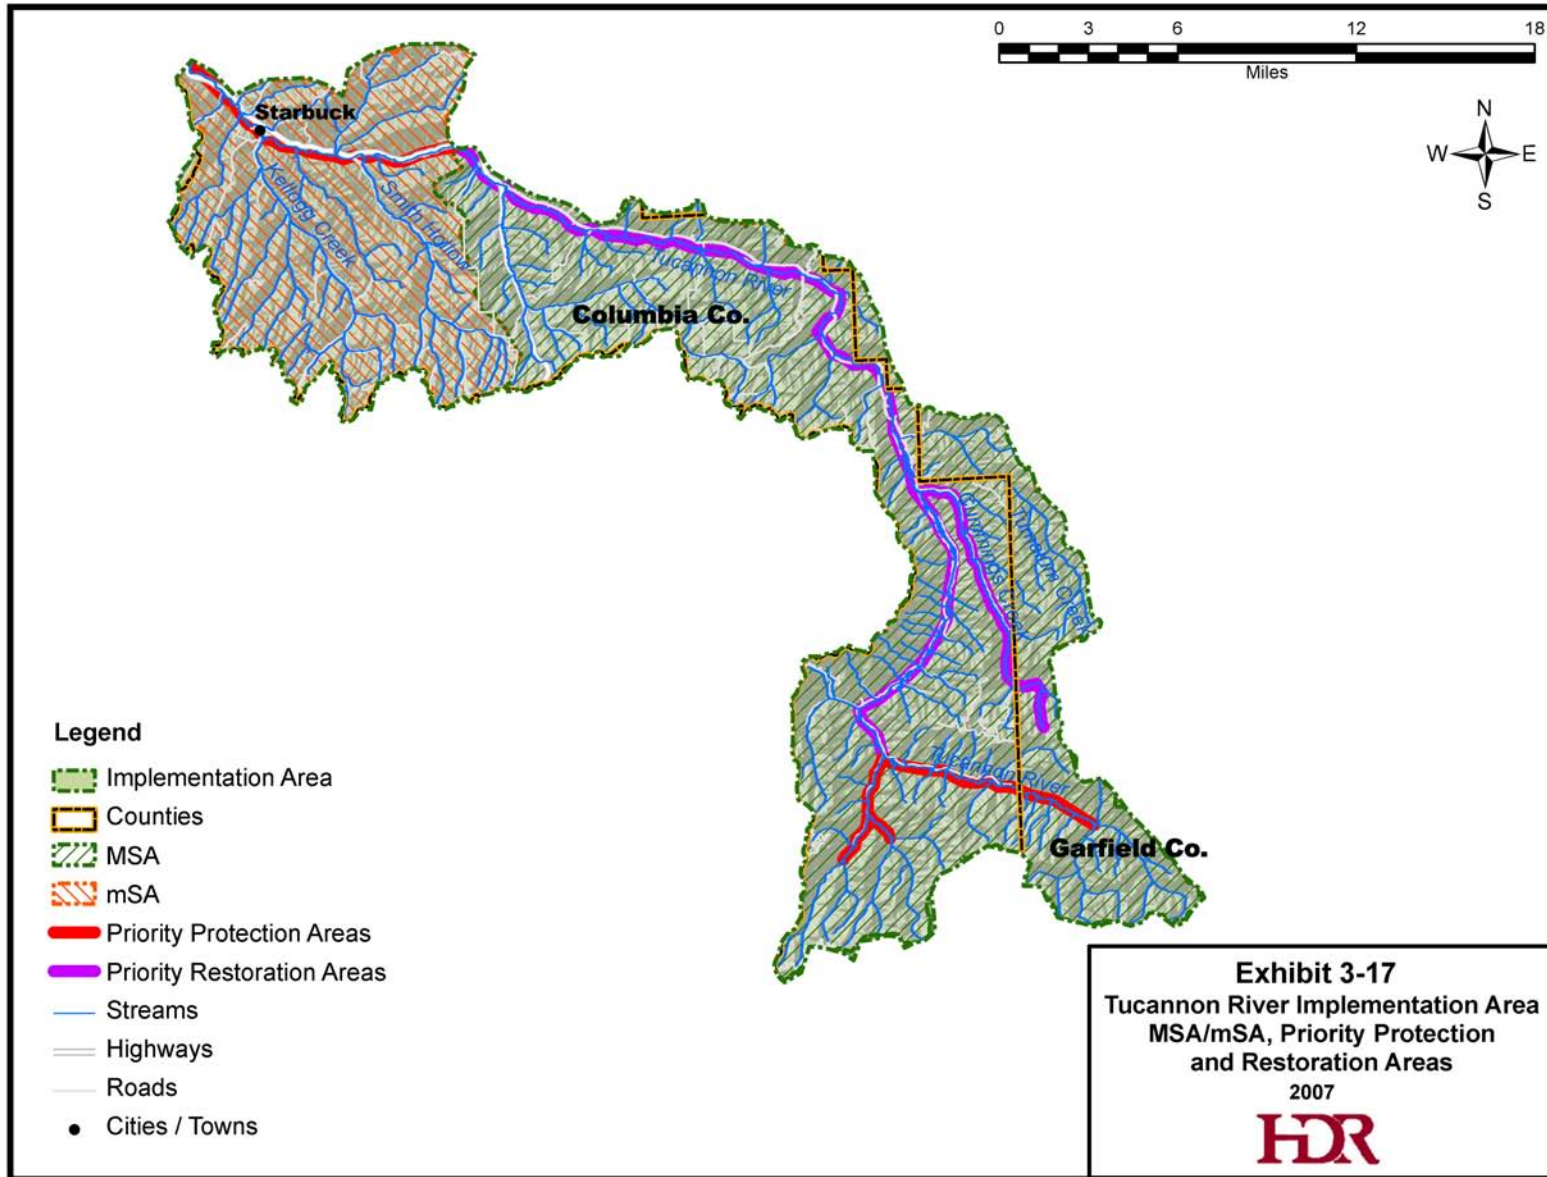 0 3 6 12 18
Miles
N
W E
S
Starbuck
Kellogg Creek
Smith Hollow
Tucannon River
Columbia Co.
Cummings Creek
Tumalum Creek
Tucannon River
Garfield Co.
Legend
Implementation Area
Counties
MSA
mSA
Priority Protection Areas
Priority Restoration Areas
Streams
Highways
Roads
Cities / Towns
Exhibit 3-17
Tucannon River Implementation Area
MSA/mSA, Priority Protection
and Restoration Areas
2007
HDR